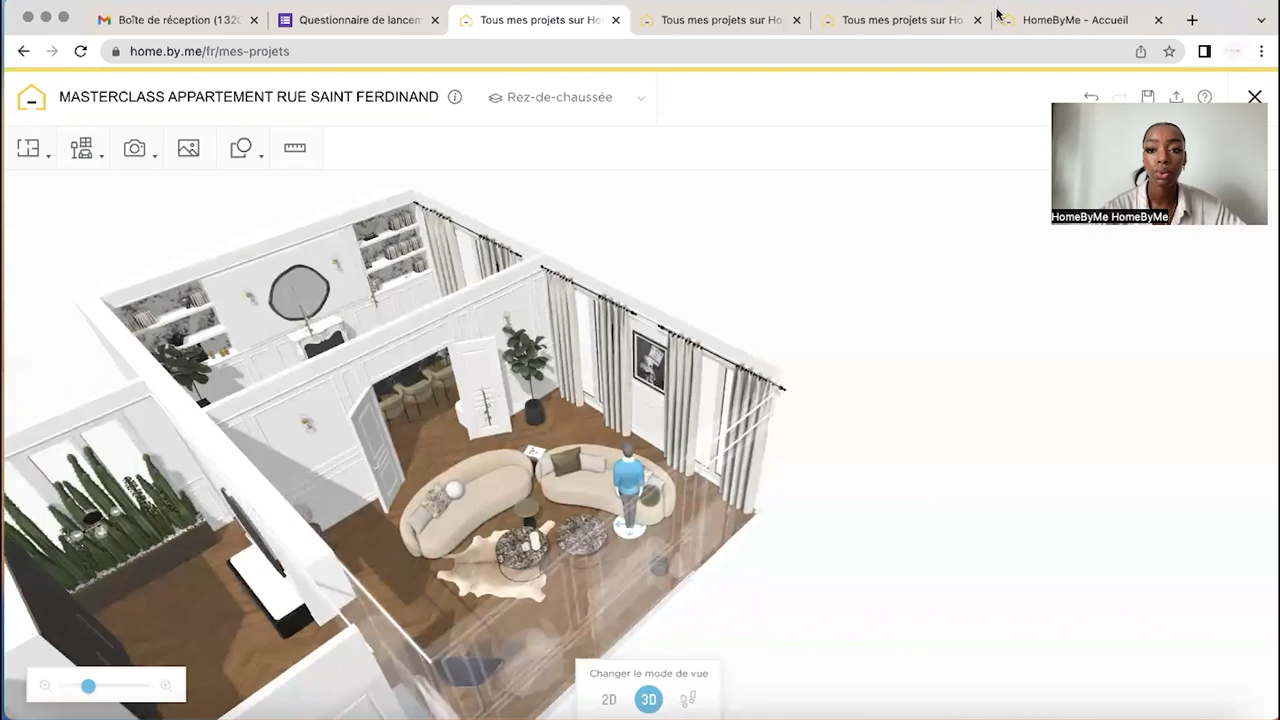 Boîte de réception (1320
Questionnaire de lancem
Tous mes projets sur Ho
Tous mes projets sur Ho
Tous mes projets sur Ho
HomeByMe - Accueil
home.by.me/fr/mes-projets
MASTERCLASS APPARTEMENT RUE SAINT FERDINAND
Rez-de-chaussée
HomeByMe HomeByMe
Changer le mode de vue
2D
3D